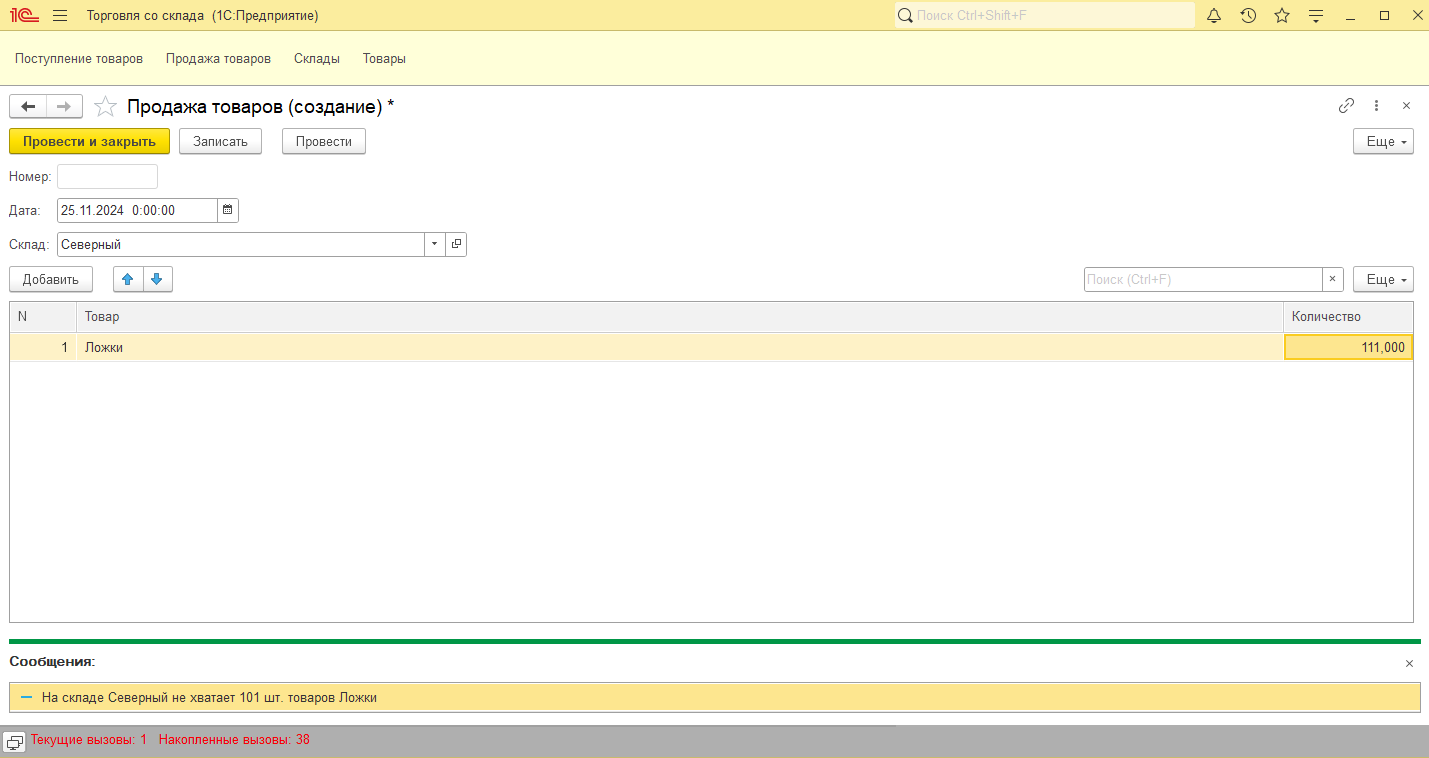 1С Торговля со склада (1С:Предприятие) Поиск Ctrl+Shift+F
Поступление товаров Продажа товаров Склады Товары
Продажа товаров (создание) *
Провести и закрыть Записать Провести Еще
Номер:
Дата: 25.11.2024 0:00:00
Склад: Северный
Добавить Поиск (Ctrl+F) × Еще
N Товар Количество
1 Ложки 111,000
Сообщения:
На складе Северный не хватает 101 шт. товаров Ложки
Текущие вызовы: 1 Накопленные вызовы: 38